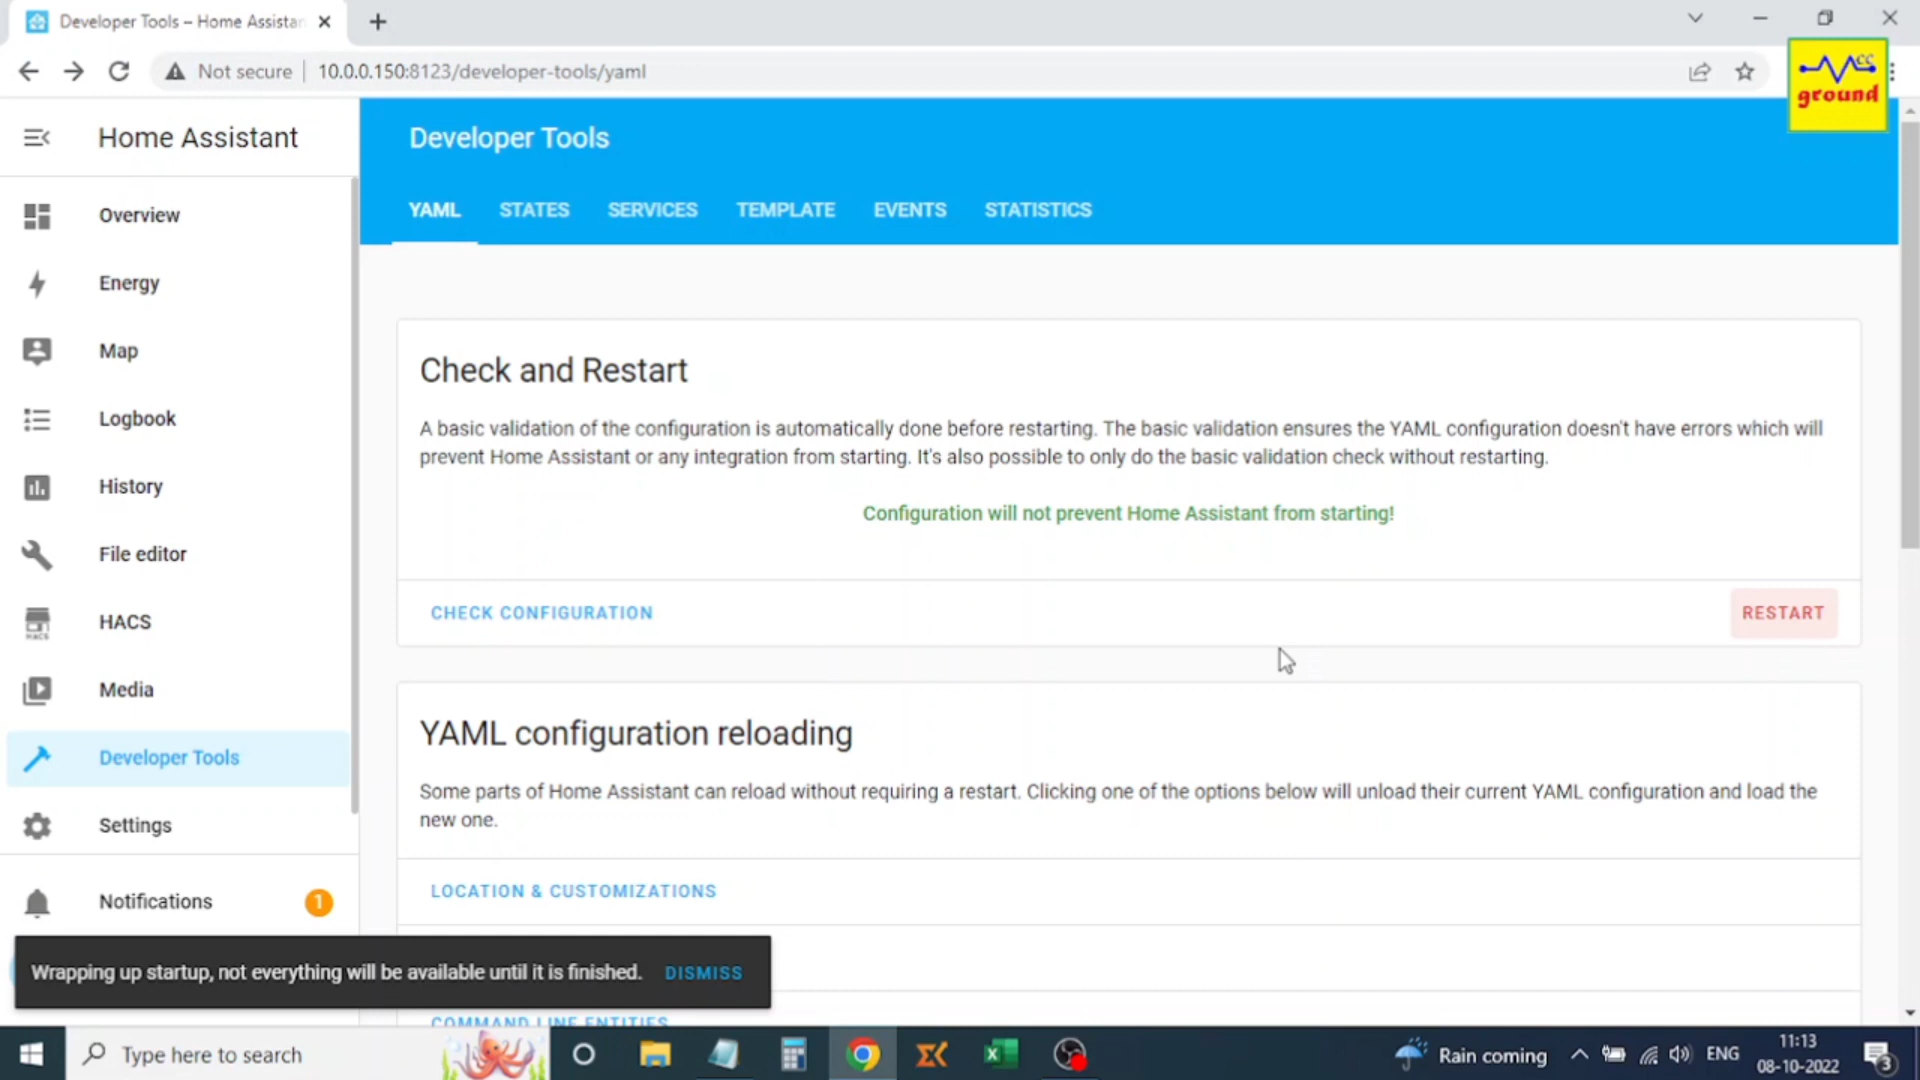 Developer Tools – Home Assistan
Not secure
10.0.0.150:8123/developer-tools/yaml
CC
ground
Home Assistant
Developer Tools
YAML
STATES
SERVICES
TEMPLATE
EVENTS
STATISTICS
Overview
Energy
Map
Logbook
History
File editor
HACS
HACS
Media
Developer Tools
Settings
Notifications
1
Check and Restart
A basic validation of the configuration is automatically done before restarting. The basic validation ensures the YAML configuration doesn't have errors which will
prevent Home Assistant or any integration from starting. It's also possible to only do the basic validation check without restarting.
Configuration will not prevent Home Assistant from starting!
CHECK CONFIGURATION
RESTART
YAML configuration reloading
Some parts of Home Assistant can reload without requiring a restart. Clicking one of the options below will unload their current YAML configuration and load the
new one.
LOCATION & CUSTOMIZATIONS
Wrapping up startup, not everything will be available until it is finished.
DISMISS
COMMAND LINE ENTITIES
Type here to search
Rain coming
ENG
11:13
08-10-2022
3